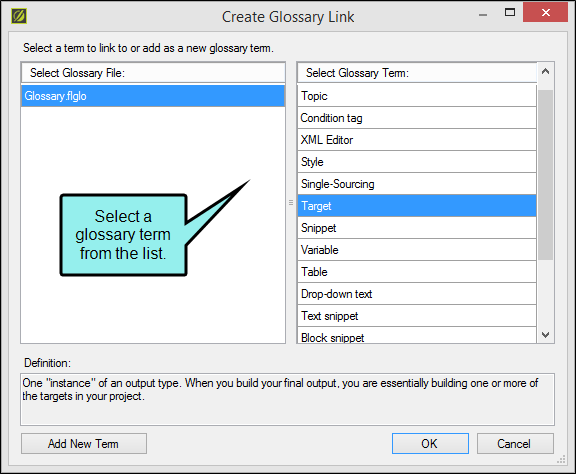 Create Glossary Link
Select a term to link to or add as a new glossary term.
Select Glossary File:
Glossary.flglo
Select a
glossary term
from the list.
Select Glossary Term:
Topic
Condition tag
XML Editor
Style
Single-Sourcing
Target
Snippet
Variable
Table
Drop-down text
Text snippet
Block snippet
Definition:
One "instance" of an output type. When you build your final output, you are essentially building one or more of
the targets in your project.
Add New Term
OK
Cancel